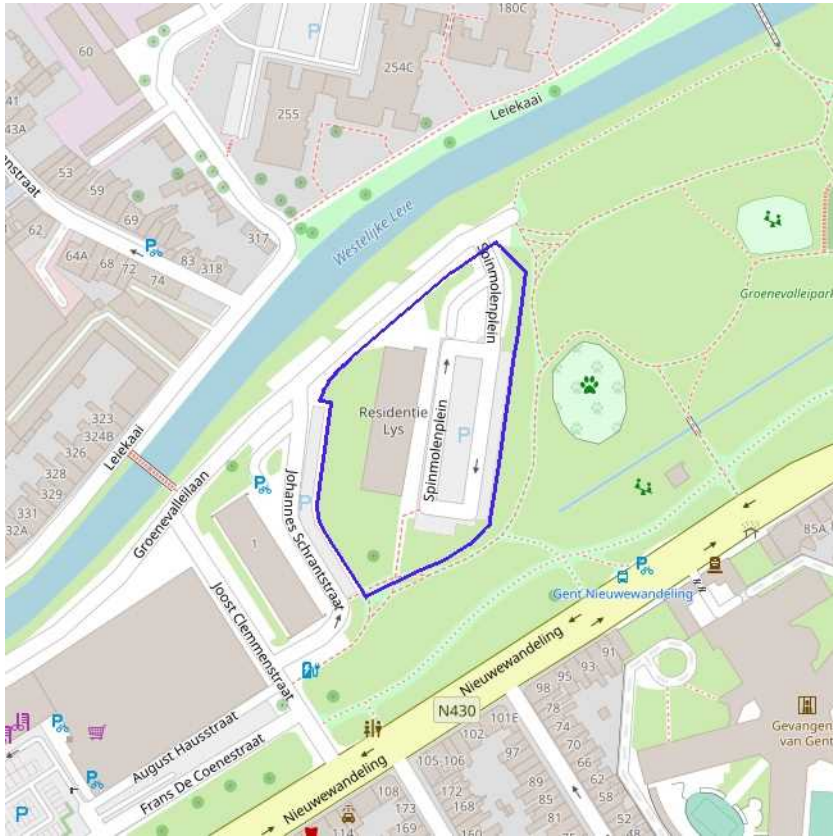 180C
60
P
254C
255
Leiekaai
41
43A
53
59
69
62
P
317
64A
68
72
74
83
318
Westelijke Leie
Spinmolenplein
Groenevalleipark
Residentie
Lys
323
324B
326
328
329
331
32A
Leiekaai
Spinmolenplein
P
P
Groenevalleilaan
Johannes Schrantstraat
P
1
85A
P
Gent Nieuwewandeling
Joost Clemmenstraat
Nieuwewandeling
N430
91
93
95
98
78
74
70
66
62
58
52
48
101E
102
97
105-106
108
172
168
160
173
169
114
89
85
81
Gevangenis
van Gent
P
P
P
August Hausstraat
Frans De Coenestraat
Nieuwewandeling